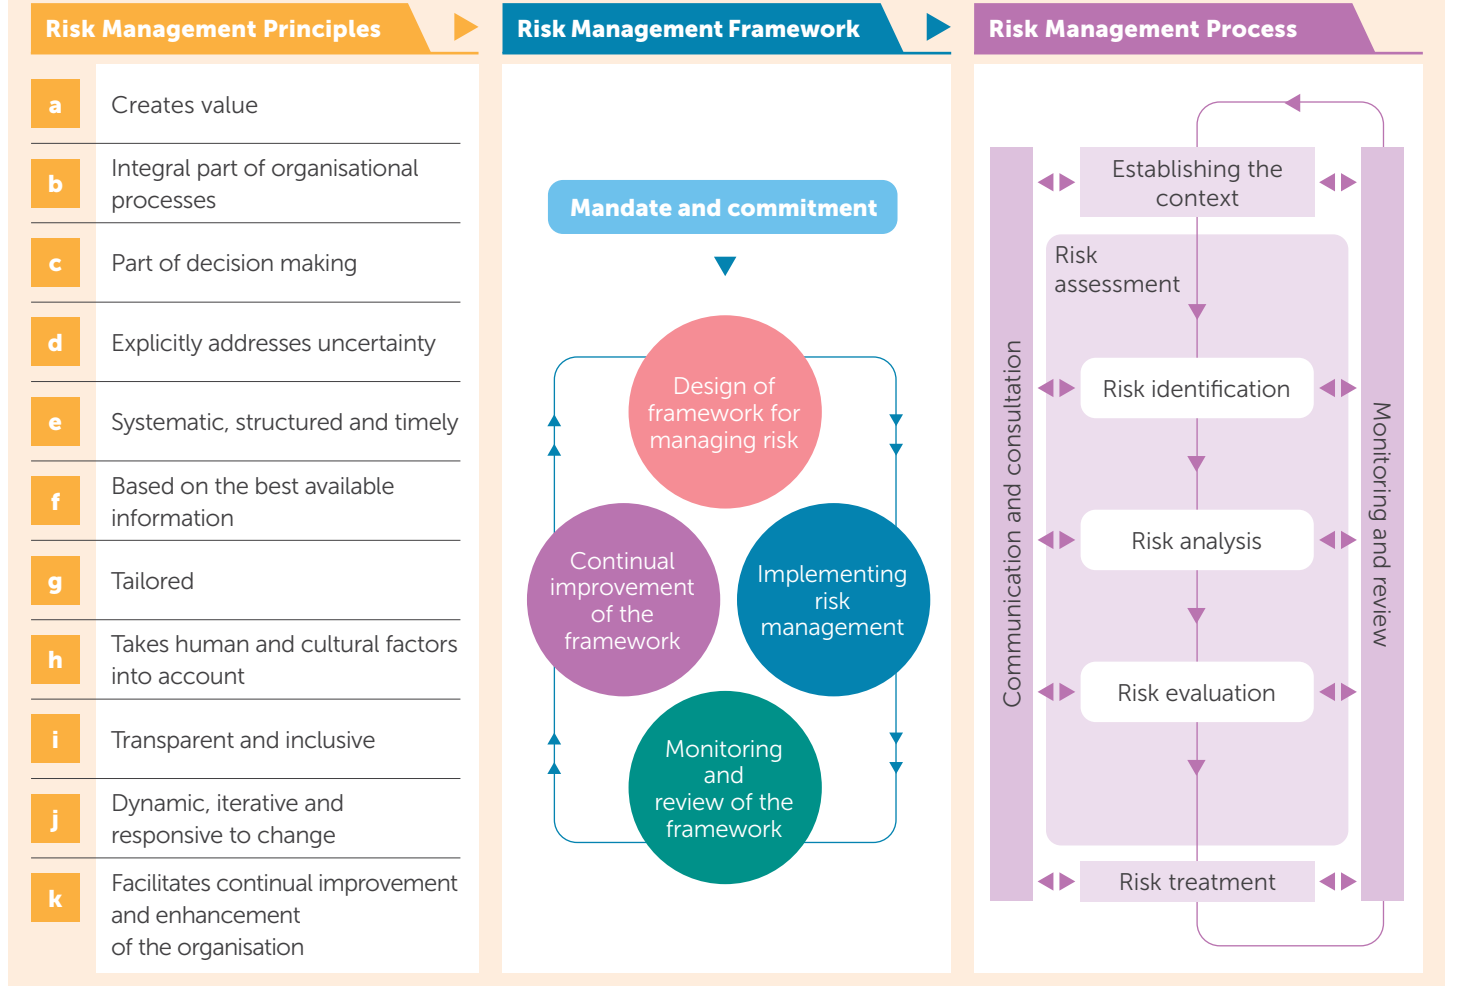 Risk Management Principles
a
Creates value
b
Integral part of organisational
processes
c
Part of decision making
d
Explicitly addresses uncertainty
e
Systematic, structured and timely
f
Based on the best available
information
g
Tailored
h
Takes human and cultural factors
into account
i
Transparent and inclusive
j
Dynamic, iterative and
responsive to change
k
Facilitates continual improvement
and enhancement
of the organisation
Risk Management Framework
Mandate and commitment
Design of
framework for
managing risk
Continual
improvement
of the
framework
Implementing
risk
management
Monitoring
and
review of the
framework
Risk Management Process
Communication and consultation
Establishing the
context
Risk
assessment
Risk identification
Risk analysis
Risk evaluation
Risk treatment
Monitoring and review